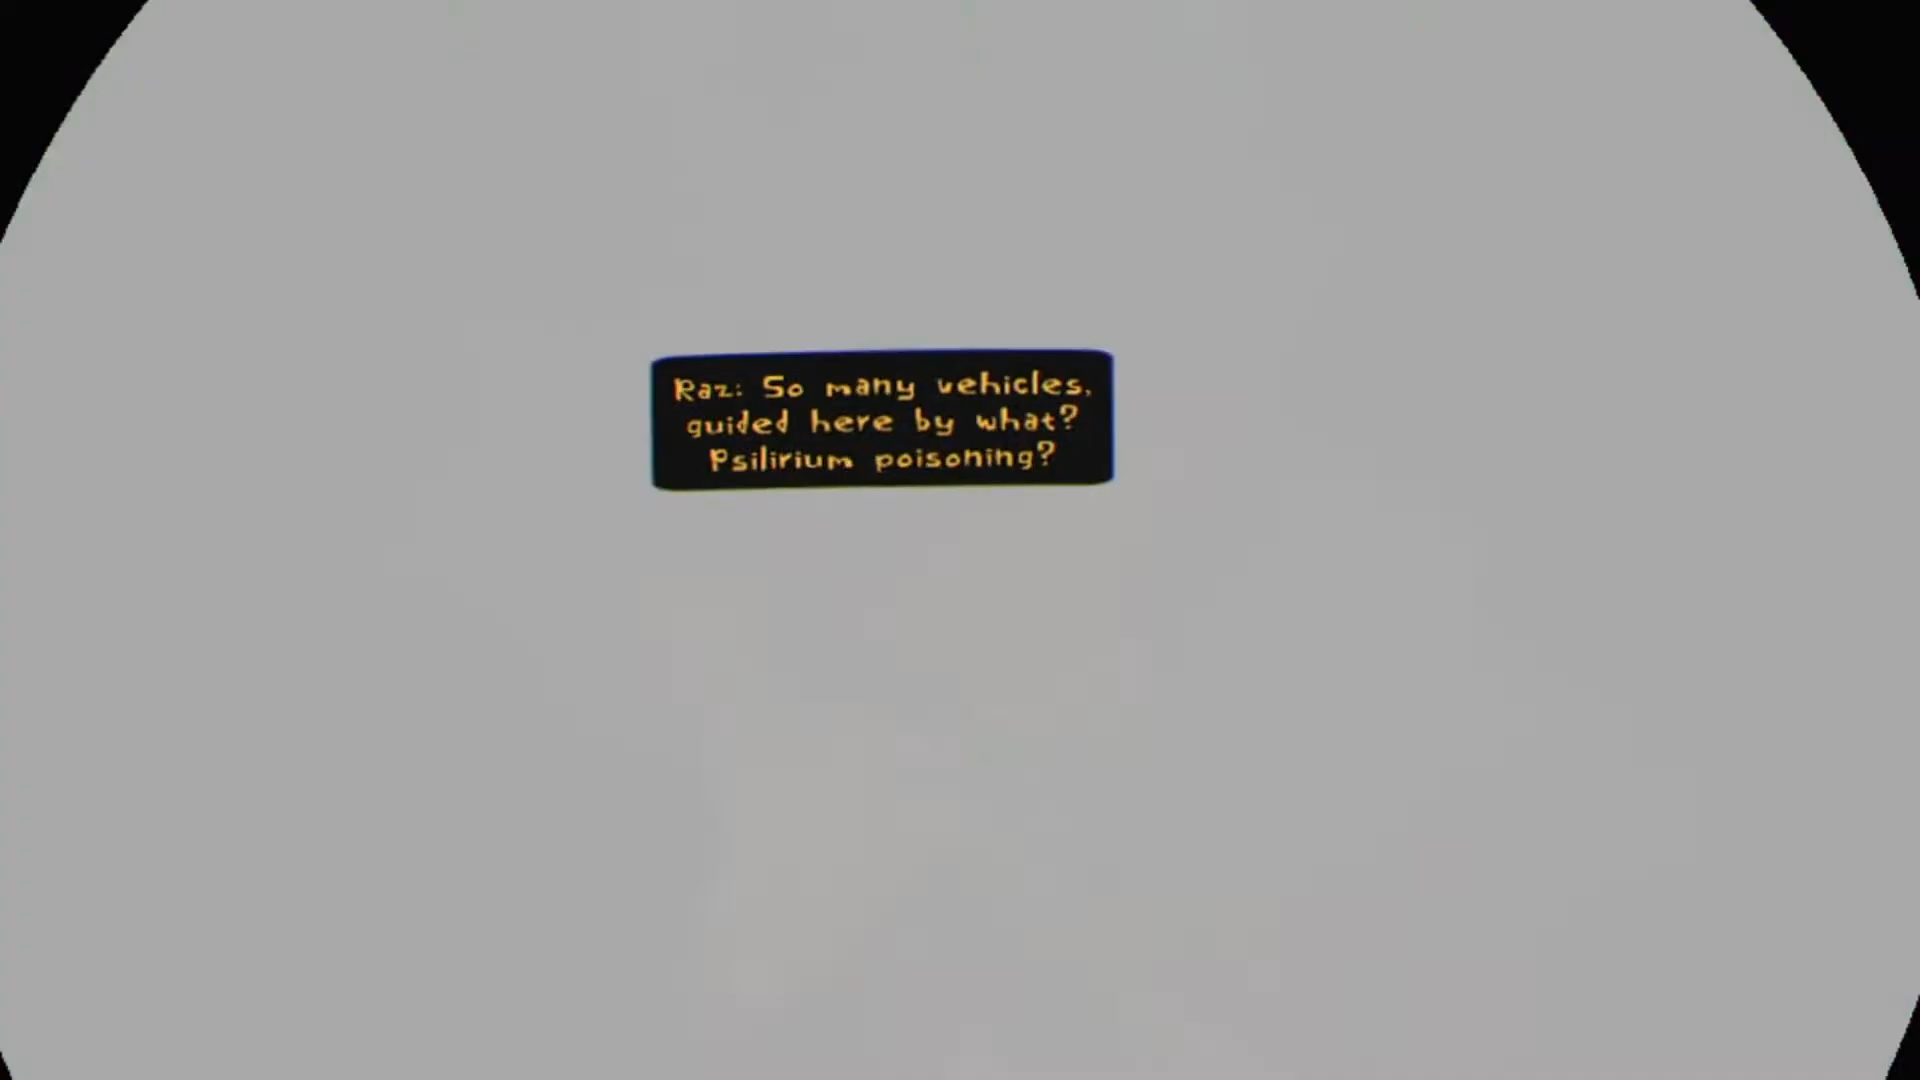 Raz: So many vehicles,
guided here by what?
Psilirium poisoning?